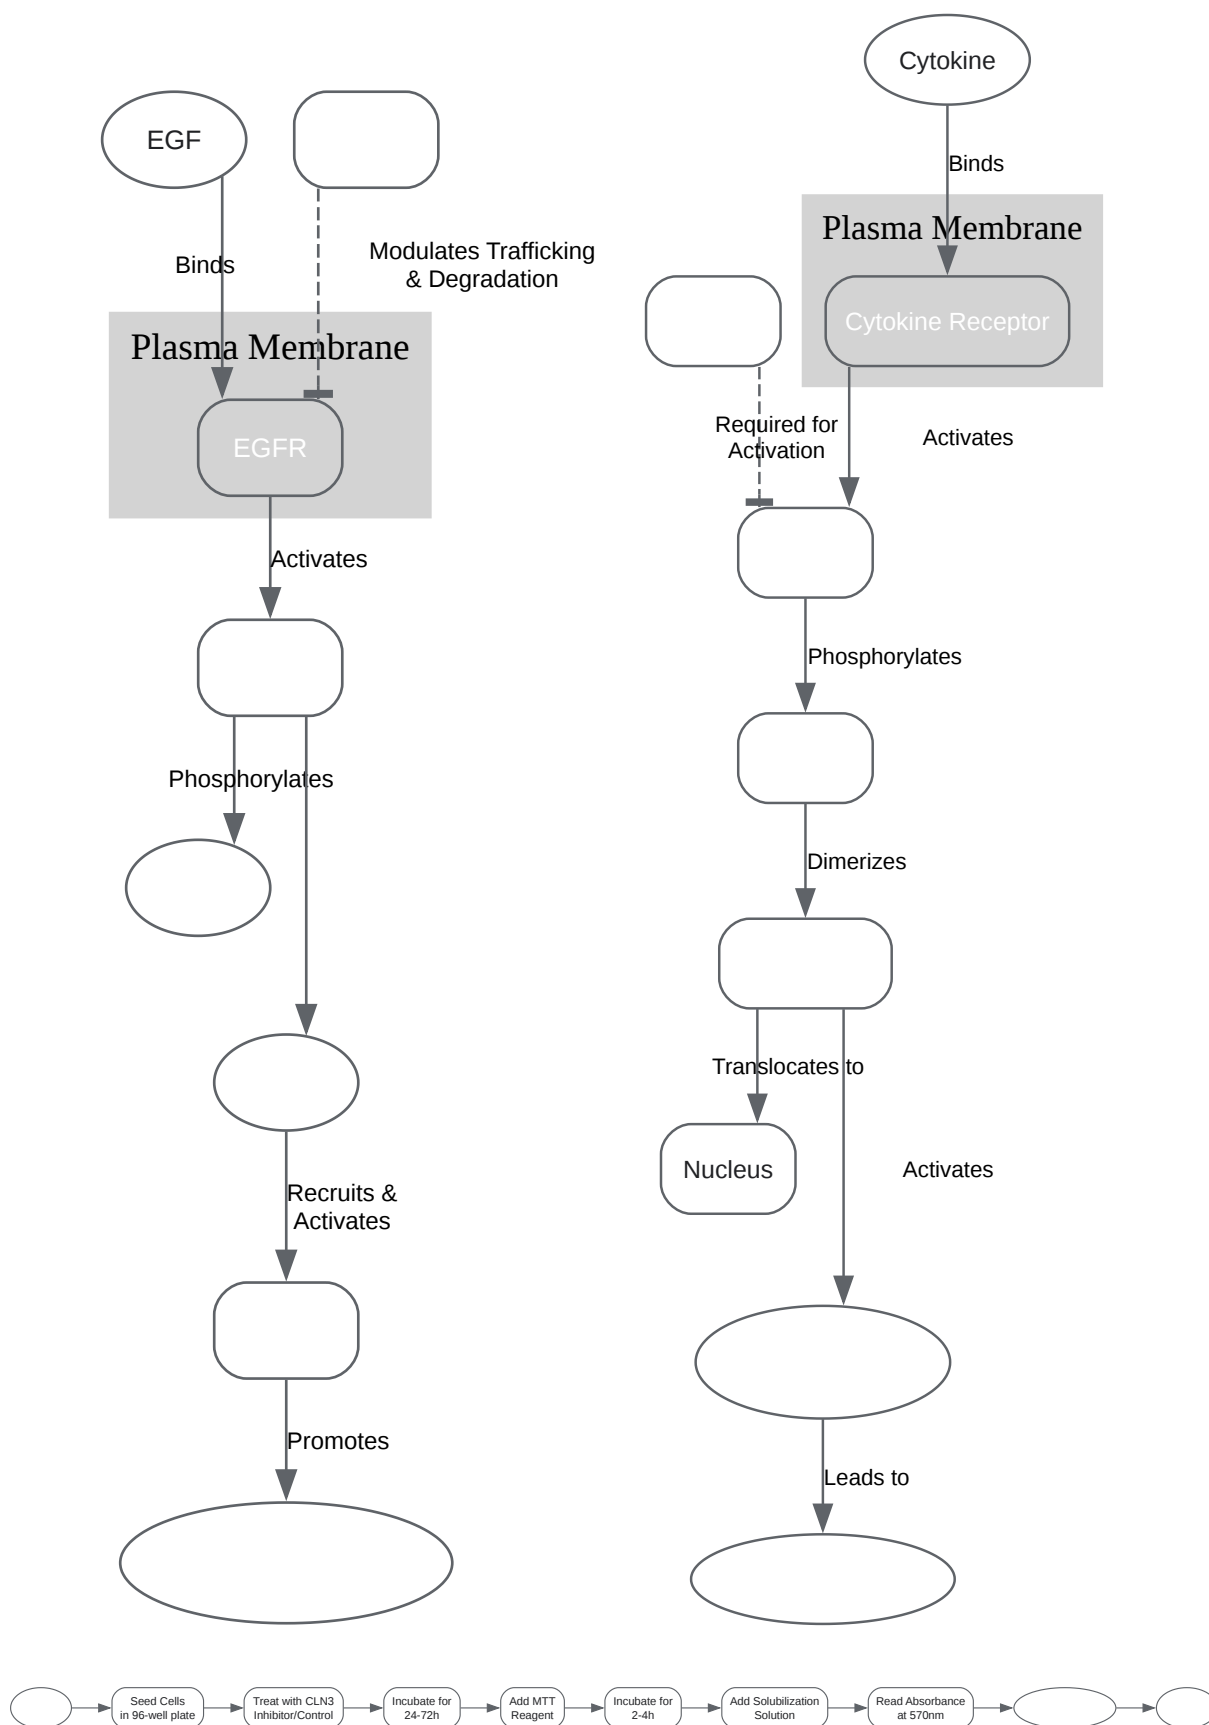 EGF
Binds
Modulates Trafficking
& Degradation
Plasma Membrane
EGFR
Activates
Phosphorylates
Recruits &
Activates
Promotes
Cytokine
Binds
Plasma Membrane
Cytokine Receptor
Required for
Activation
Activates
Phosphorylates
Dimerizes
Translocates to
Nucleus
Activates
Leads to
Seed Cells
in 96-well plate
Treat with CLN3
Inhibitor/Control
Incubate for
24-72h
Add MTT
Reagent
Incubate for
2-4h
Add Solubilization
Solution
Read Absorbance
at 570nm